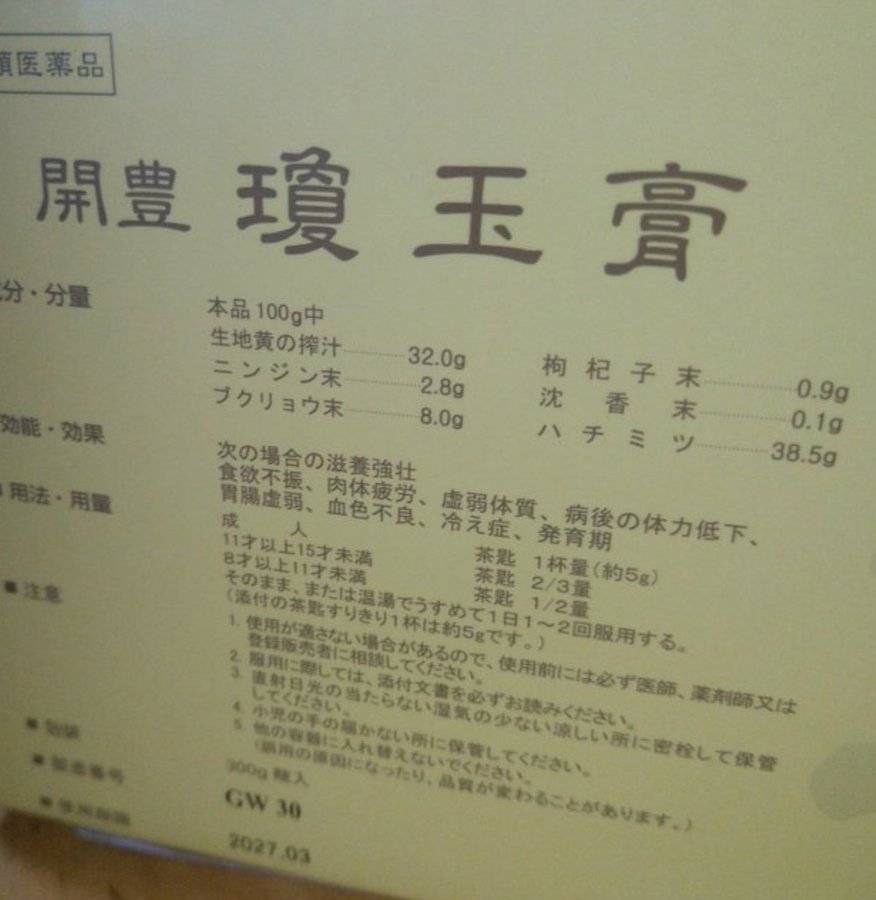 類医薬品
開豊 瓊玉膏
成分・分量
本品100g中
生地黄の搾汁 32.0g
ニンジン末 2.8g
ブクリョウ末 8.0g
枸杞子末 0.9g
沈香末 0.1g
ハチミツ 38.5g
効能・効果
次の場合の滋養強壮
食欲不振、肉体疲労、虚弱体質、病後の体力低下、
胃腸虚弱、血色不良、冷え症、発育期
用法・用量
成人 茶匙 1杯量(約5g)
11才以上15才未満 茶匙 2/3量
8才以上11才未満 茶匙 1/2量
そのまま、または温湯でうすめて1日1〜2回服用する。
(添付の茶匙すりきり1杯は約5gです。)
■注意
1. 使用が適さない場合があるので、使用前には必ず医師、薬剤師又は
登録販売者に相談してください。
2. 服用に際しては、添付文書を必ずお読みください。
3. 直射日光の当たらない湿気の少ない涼しい所に密栓して保管
してください。
4. 小児の手の届かない所に保管してください。
5. 他の容器に入れ替えないでください。
(誤用の原因になったり、品質が変わることがあります。)
■包装
300g 瓶入
■製造番号
GW 30
■使用期限
2027.03